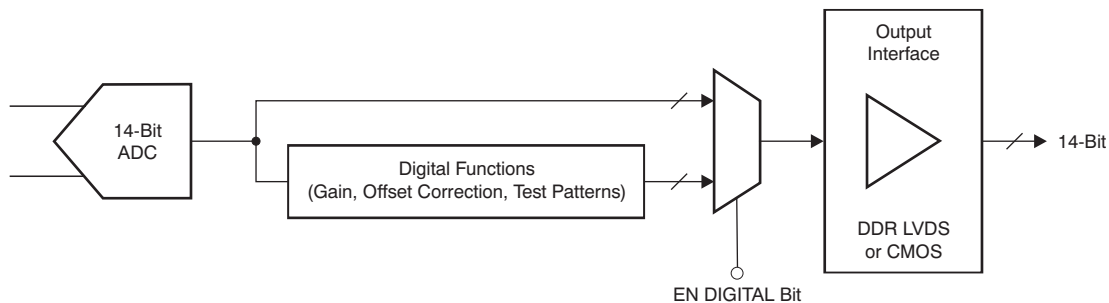 14-Bit
ADC
Digital Functions
(Gain, Offset Correction, Test Patterns)
EN DIGITAL Bit
Output
Interface
DDR LVDS
or CMOS
14-Bit